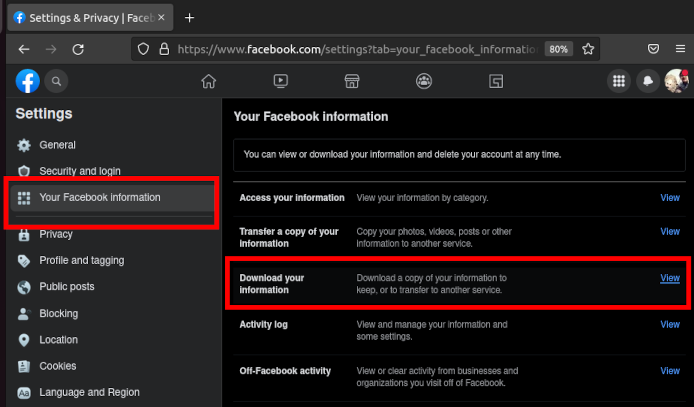 Settings & Privacy | Faceb
https://www.facebook.com/settings?tab=your_facebook_informatio
80%
Settings
General
Security and login
Your Facebook information
Privacy
Profile and tagging
Public posts
Blocking
Location
Cookies
Language and Region
Your Facebook information
You can view or download your information and delete your account at any time.
Access your information
View your information by category.
View
Transfer a copy of your
information
Copy your photos, videos, posts or other
information to another service.
View
Download your
information
Download a copy of your information to
keep, or to transfer to another service.
View
Activity log
View and manage your information and
some settings.
View
Off-Facebook activity
View or clear activity from businesses and
organizations you visit off of Facebook.
View